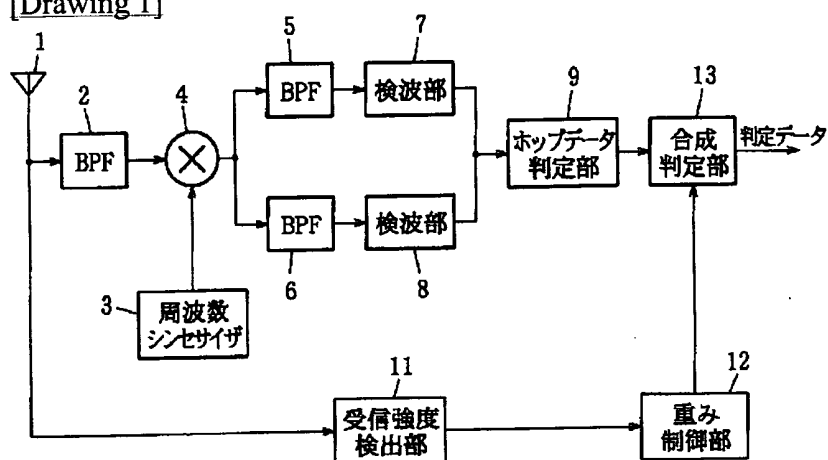 [Drawing 1]
1
2
BPF
4
3
周波数
シンセサイザ
5
BPF
7
検波部
6
BPF
8
検波部
9
ホップデータ
判定部
13
合成
判定部
判定データ
11
受信強度
検出部
12
重み
制御部